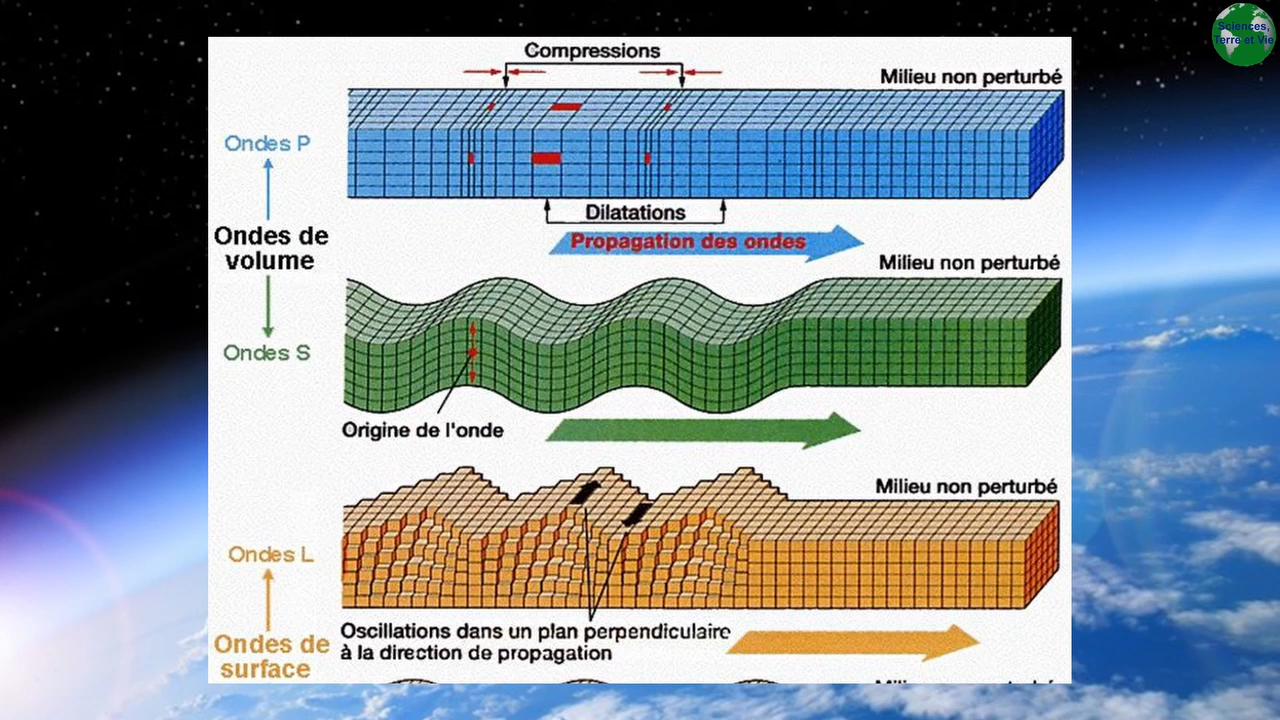 Sciences,
Terre et Vie
Compressions
Milieu non perturbé
Ondes P
Dilatations
Ondes de
volume
Propagation des ondes
Milieu non perturbé
Ondes S
Origine de l'onde
Milieu non perturbé
Ondes L
Oscillations dans un plan perpendiculaire
à la direction de propagation
Ondes de
surface